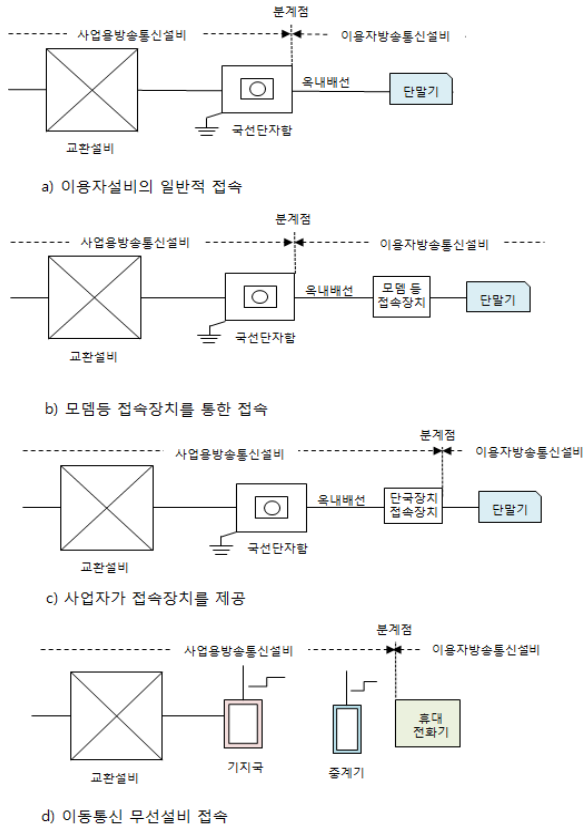 분계점
사업용방송통신설비 이용자방송통신설비
옥내배선
단말기
국선단자함
교환설비
a) 이용자설비의 일반적 접속
분계점
사업용방송통신설비 이용자방송통신설비
옥내배선
모뎀 등
접속장치
단말기
국선단자함
교환설비
b) 모뎀등 접속장치를 통한 접속
분계점
사업용방송통신설비 이용자방송통신설비
옥내배선
단국장치
접속장치
단말기
국선단자함
교환설비
c) 사업자가 접속장치를 제공
분계점
사업용방송통신설비 이용자방송통신설비
휴대
전화기
기지국
중계기
교환설비
d) 이동통신 무선설비 접속